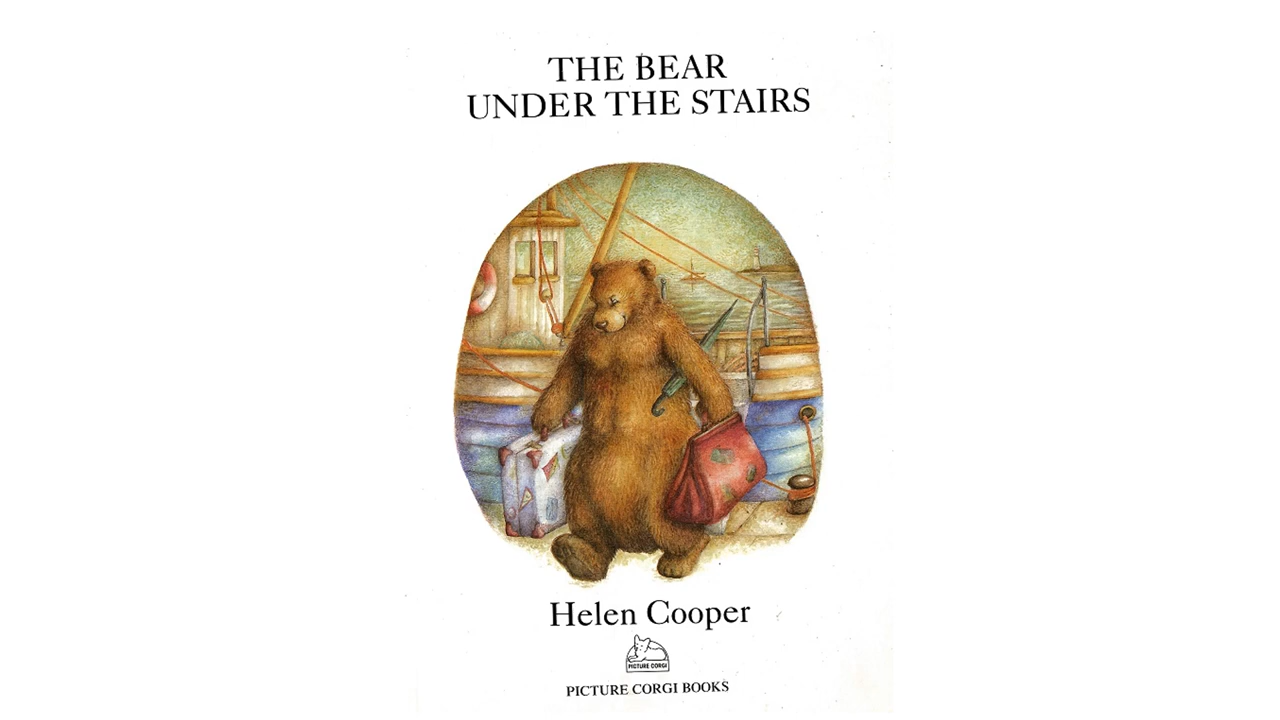 THE BEAR
UNDER THE STAIRS
Helen Cooper
PICTURE CORGI
PICTURE CORGI BOOKS